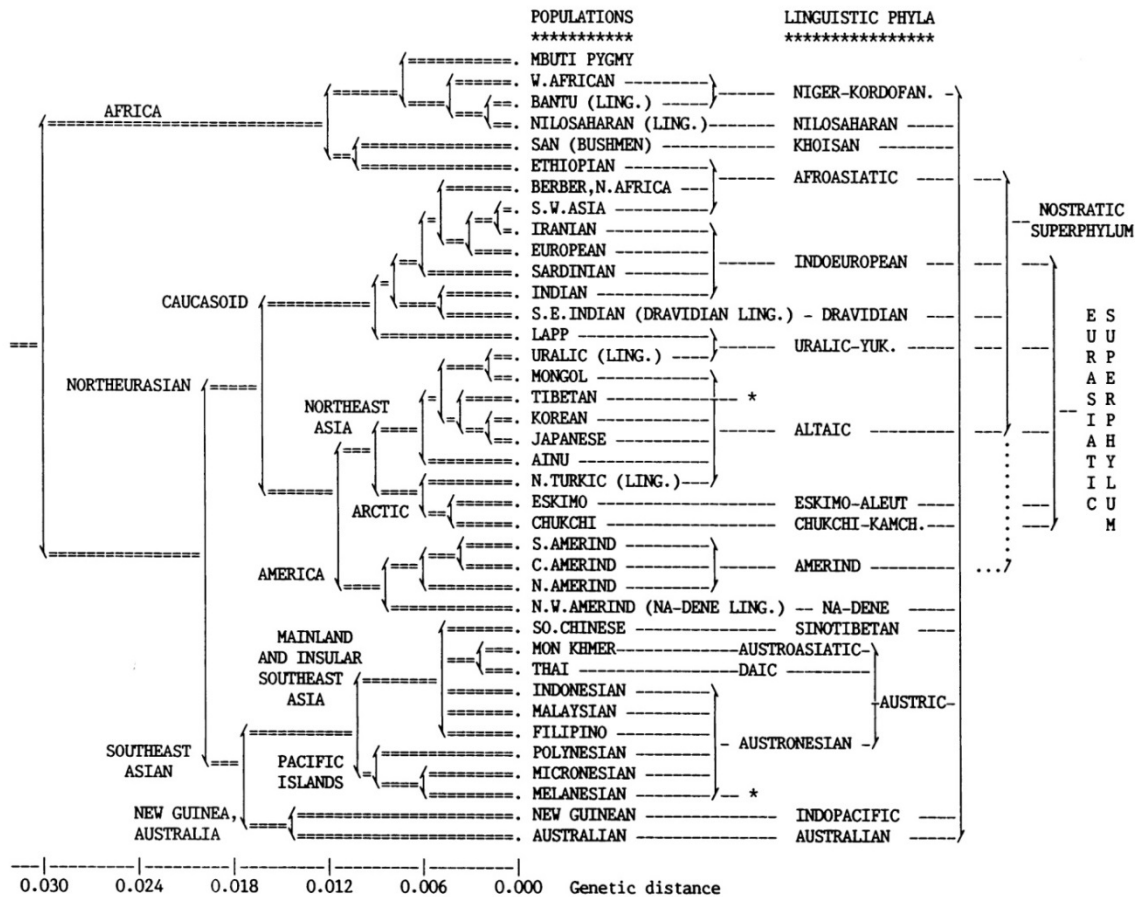 POPULATIONS LINGUISTIC PHYLA
*********** ****************
MBUTI PYGMY
W.AFRICAN
NIGER-KORDOFAN.
BANTU (LING.)
AFRICA
NILOSAHARAN (LING.) NILOSAHARAN
SAN (BUSHMEN) KHOISAN
ETHIOPIAN
AFROASIATIC
BERBER,N.AFRICA
S.W.ASIA
NOSTRATIC
SUPERPHYLUM
IRANIAN
EUROPEAN
INDOEUROPEAN
SARDINIAN
CAUCASOID
INDIAN
S.E.INDIAN (DRAVIDIAN LING.) - DRAVIDIAN
LAPP
URALIC-YUK.
URALIC (LING.)
NORTHEURASIAN
MONGOL
TIBETAN *
NORTHEAST
ASIA
KOREAN
ALTAIC
JAPANESE
AINU
N.TURKIC (LING.)
ARCTIC
ESKIMO ESKIMO-ALEUT
CHUKCHI CHUKCHI-KAMCH.
EURASIATIC
SUPERPHYLUM
S.AMERIND
AMERICA
C.AMERIND AMERIND
N.AMERIND
N.W.AMERIND (NA-DENE LING.) -- NA-DENE
SO.CHINESE SINOTIBETAN
MAINLAND
AND INSULAR
SOUTHEAST
ASIA
MON KHMER AUSTROASIATIC
THAI DAIC
INDONESIAN
AUSTRIC
MALAYSIAN
FILIPINO
AUSTRONESIAN
SOUTHEAST
ASIAN
PACIFIC
ISLANDS
POLYNESIAN
MICRONESIAN
MELANESIAN *
NEW GUINEA,
AUSTRALIA
NEW GUINEAN INDOPACIFIC
AUSTRALIAN AUSTRALIAN
0.030 0.024 0.018 0.012 0.006 0.000 Genetic distance